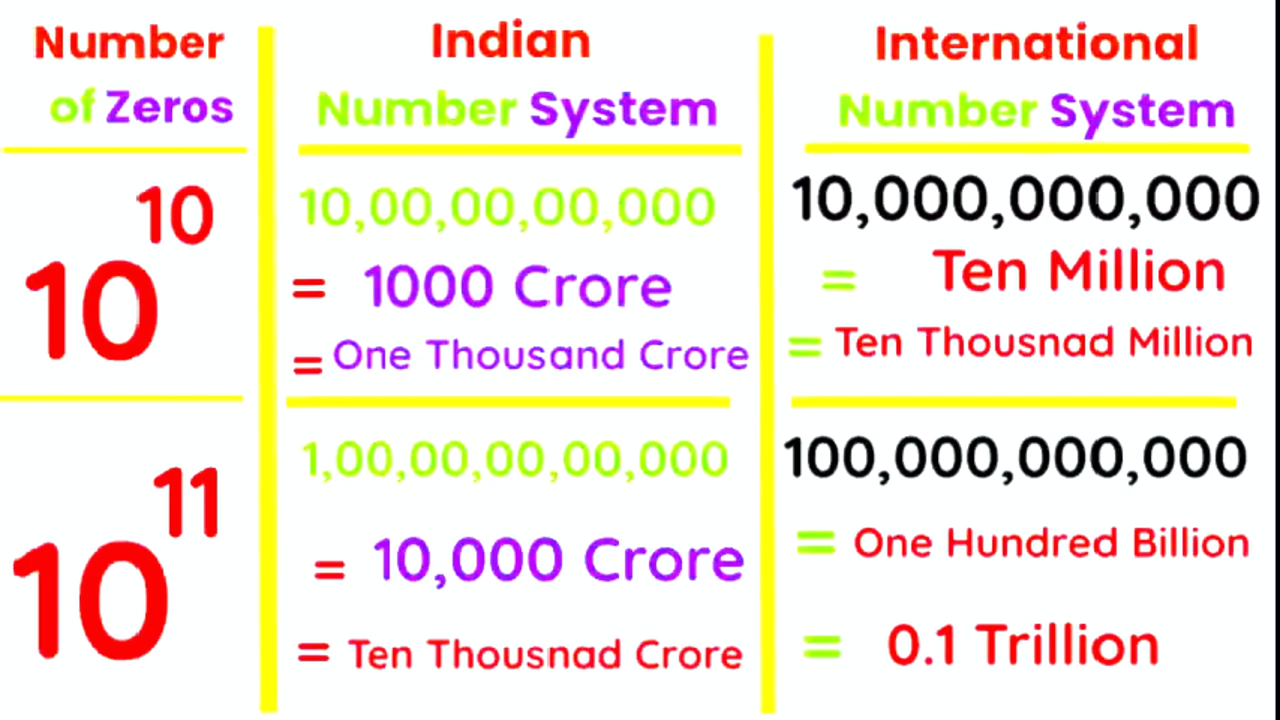 Number
of Zeros
Indian
Number System
International
Number System
10^10
10,00,00,00,000
= 1000 Crore
= One Thousand Crore
10,000,000,000
= Ten Million
= Ten Thousnad Million
10^11
1,00,00,00,00,000
= 10,000 Crore
= Ten Thousnad Crore
100,000,000,000
= One Hundred Billion
= 0.1 Trillion